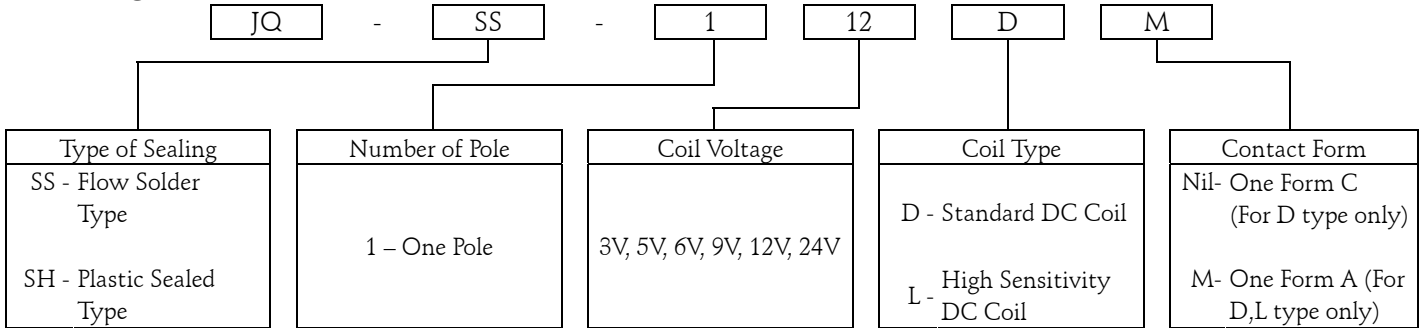 JQ - SS - 1 12 D M
Type of Sealing
SS - Flow Solder
Type
SH - Plastic Sealed
Type
Number of Pole
1 – One Pole
Coil Voltage
3V, 5V, 6V, 9V, 12V, 24V
Coil Type
D - Standard DC Coil
L - High Sensitivity
DC Coil
Contact Form
Nil- One Form C
(For D type only)
M- One Form A (For
D,L type only)